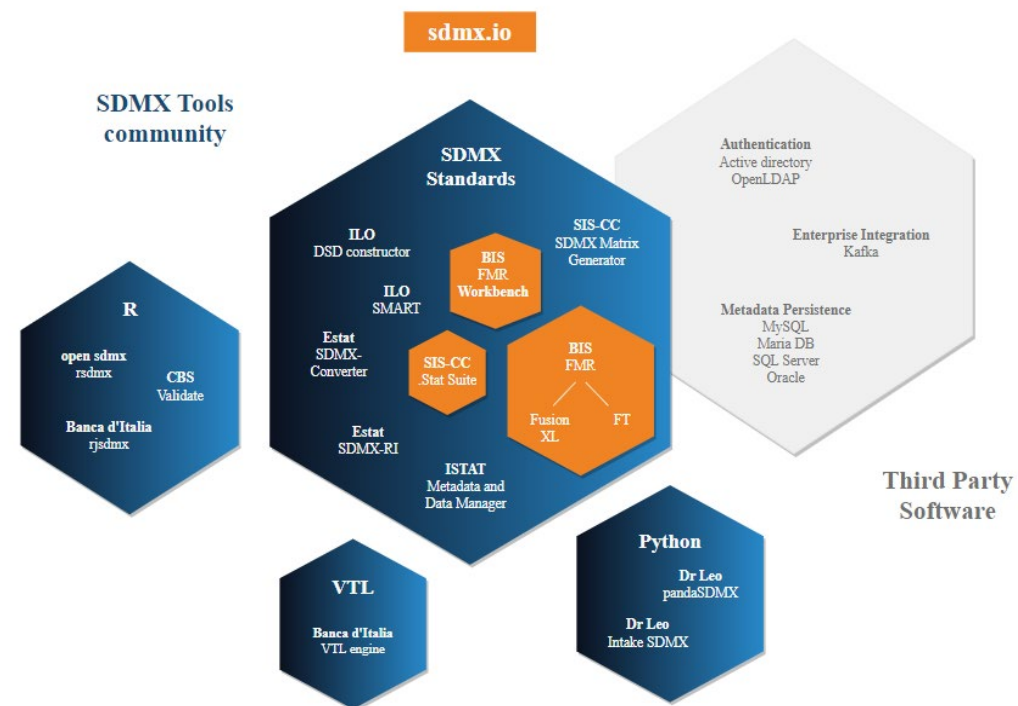 sdmx.io
SDMX Tools
community
SDMX
Standards
ILO
DSD constructor
SIS-CC
SDMX Matrix
Generator
BIS
FMR
Workbench
ILO
SMART
Estat
SDMX-
Converter
SIS-CC
.Stat Suite
BIS
FMR
Fusion
XL
FT
Estat
SDMX-RI
ISTAT
Metadata and
Data Manager
Authentication
Active directory
OpenLDAP
Enterprise Integration
Kafka
Metadata Persistence
MySQL
Maria DB
SQL Server
Oracle
Third Party
Software
R
open sdmx
rsdmx
CBS
Validate
Banca d'Italia
rjsdmx
VTL
Banca d'Italia
VTL engine
Python
Dr Leo
pandaSDMX
Dr Leo
Intake SDMX